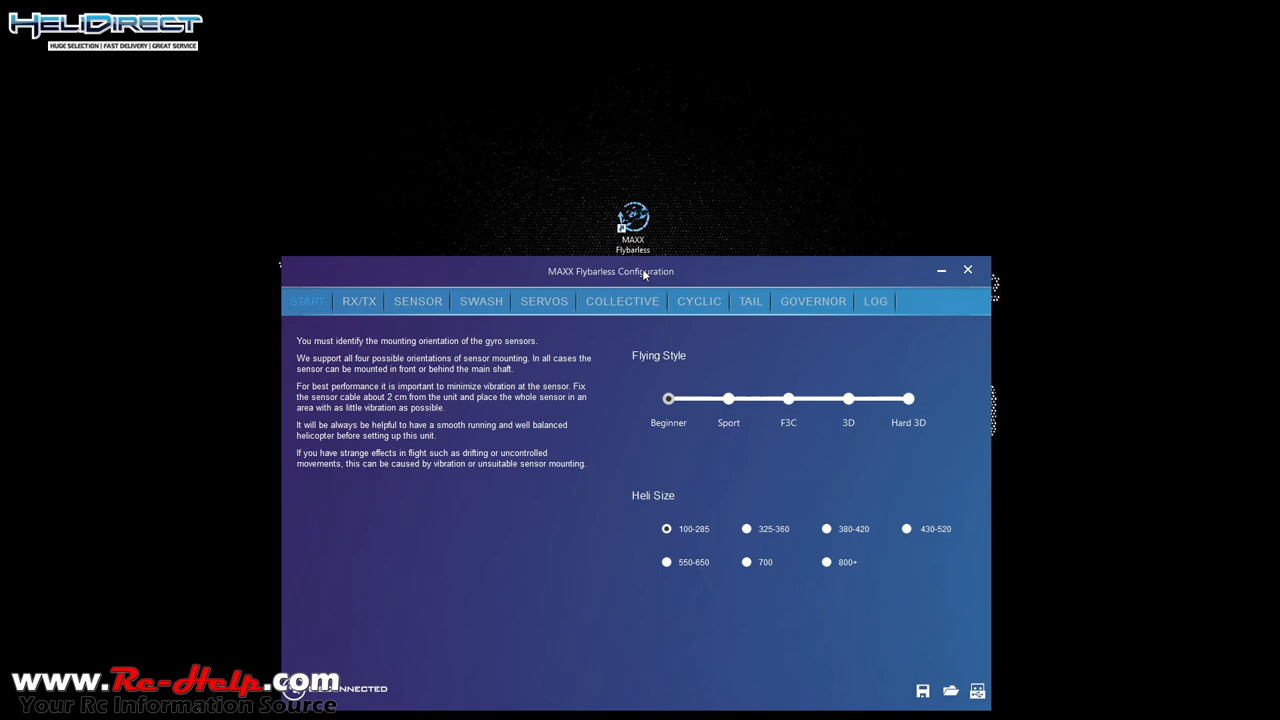 HELIDIRECT
HUGE SELECTION | FAST DELIVERY | GREAT SERVICE
MAXX
Flybarless
MAXX Flybarless Configuration
START
RX/TX
SENSOR
SWASH
SERVOS
COLLECTIVE
CYCLIC
TAIL
GOVERNOR
LOG
You must identify the mounting orientation of the gyro sensors.
We support all four possible orientations of sensor mounting. In all cases the
sensor can be mounted in front or behind the main shaft.
For best performance it is important to minimize vibration at the sensor. Fix
the sensor cable about 2 cm from the unit and place the whole sensor in an
area with as little vibration as possible.
It will be always be helpful to have a smooth running and well balanced
helicopter before setting up this unit.
If you have strange effects in flight such as drifting or uncontrolled
movements, this can be caused by vibration or unsuitable sensor mounting.
Flying Style
Beginner
Sport
F3C
3D
Hard 3D
Heli Size
100-285
325-360
380-420
430-520
550-650
700
800+
www.Rc-Help.com
Your Rc Information Source